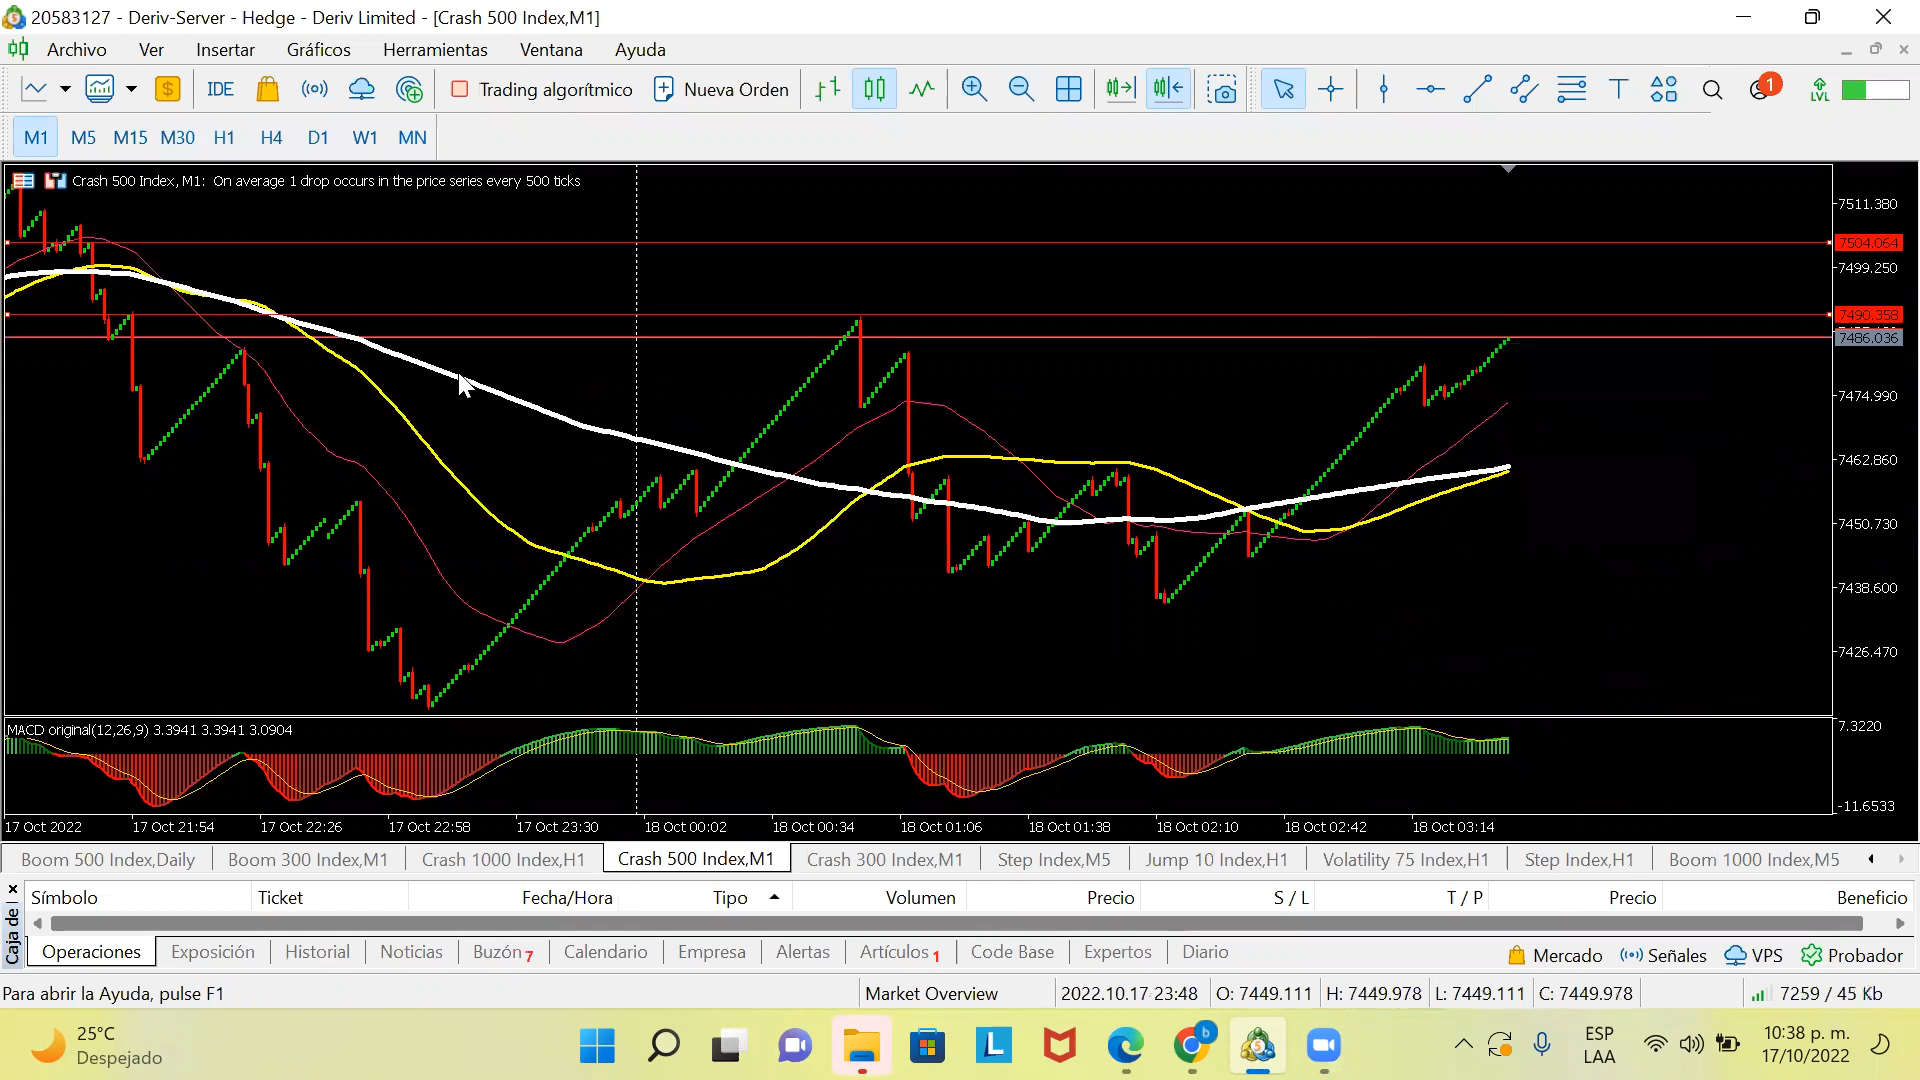 20583127 - Deriv-Server - Hedge - Deriv Limited - [Crash 500 Index,M1]
Archivo Ver Insertar Gráficos Herramientas Ventana Ayuda
IDE Trading algorítmico Nueva Orden T 1 LVL
M1 M5 M15 M30 H1 H4 D1 W1 MN
Crash 500 Index, M1: On average 1 drop occurs in the price series every 500 ticks
7511.380
7504.064
7499.250
7490.358
7486.036
7474.990
7462.860
7450.730
7438.600
7426.470
MACD original(12,26,9) 3.3941 3.3941 3.0904
7.3220
-11.6533
17 Oct 2022 17 Oct 21:54 17 Oct 22:26 17 Oct 22:58 17 Oct 23:30 18 Oct 00:02 18 Oct 00:34 18 Oct 01:06 18 Oct 01:38 18 Oct 02:10 18 Oct 02:42 18 Oct 03:14
Boom 500 Index,Daily Boom 300 Index,M1 Crash 1000 Index,H1 Crash 500 Index,M1 Crash 300 Index,M1 Step Index,M5 Jump 10 Index,H1 Volatility 75 Index,H1 Step Index,H1 Boom 1000 Index,M5
Símbolo Ticket Fecha/Hora Tipo Volumen Precio S / L T / P Precio Beneficio
Caja de
Operaciones Exposición Historial Noticias Buzón 7 Calendario Empresa Alertas Artículos 1 Code Base Expertos Diario Mercado Señales VPS Probador
Para abrir la Ayuda, pulse F1 Market Overview 2022.10.17 23:48 O: 7449.111 H: 7449.978 L: 7449.111 C: 7449.978 7259 / 45 Kb
25°C
Despejado
L
b
5
ESP
LAA
10:38 p. m.
17/10/2022